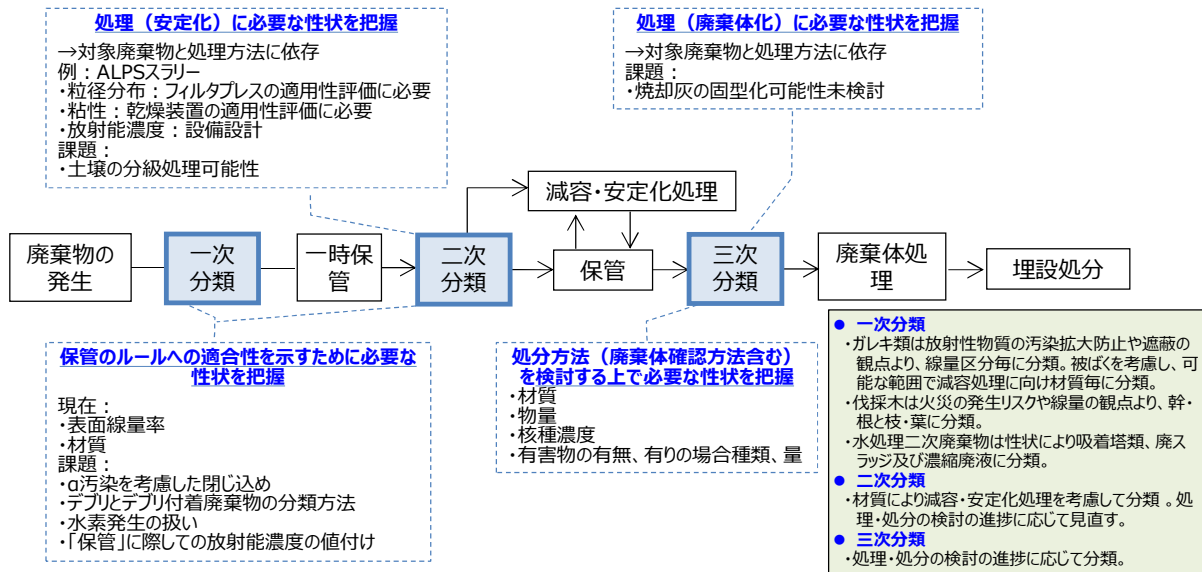 処理（安定化）に必要な性状を把握
→対象廃棄物と処理方法に依存
例：ALPSスラリー
・粒径分布：フィルタプレスの適用性評価に必要
・粘性：乾燥装置の適用性評価に必要
・放射能濃度：設備設計
課題：
・土壌の分級処理可能性
処理（廃棄体化）に必要な性状を把握
→対象廃棄物と処理方法に依存
課題：
・焼却灰の固型化可能性未検討
減容・安定化処理
廃棄物の
発生
一次
分類
一時保
管
二次
分類
保管
三次
分類
廃棄体処
理
埋設処分
保管のルールへの適合性を示すために必要な
性状を把握
現在：
・表面線量率
・材質
課題：
・α汚染を考慮した閉じ込め
・デブリとデブリ付着廃棄物の分類方法
・水素発生の扱い
・「保管」に際しての放射能濃度の値付け
処分方法（廃棄体確認方法含む）
を検討する上で必要な性状を把握
・材質
・物量
・核種濃度
・有害物の有無、有りの場合種類、量
● 一次分類
・ガレキ類は放射性物質の汚染拡大防止や遮蔽の
観点より、線量区分毎に分類。被ばくを考慮し、可
能な範囲で減容処理に向け材質毎に分類。
・伐採木は火災の発生リスクや線量の観点より、幹・
根と枝・葉に分類。
・水処理二次廃棄物は性状により吸着塔類、廃ス
ラッジ及び濃縮廃液に分類。
● 二次分類
・材質により減容・安定化処理を考慮して分類 。処
理・処分の検討の進捗に応じて見直す。
● 三次分類
・処理・処分の検討の進捗に応じて分類。